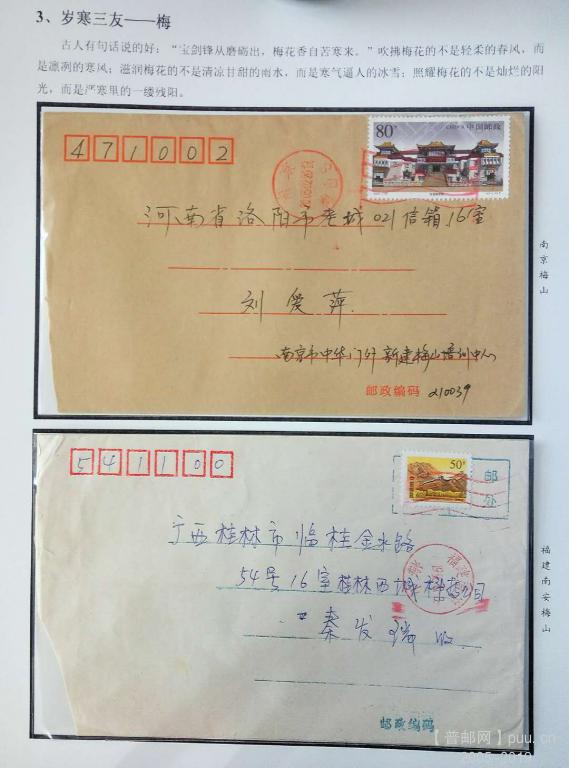 3、岁寒三友——梅
古人有句话说的好：“宝剑锋从磨砺出，梅花香自苦寒来。”吹拂梅花的不是轻柔的春风，而
是凛冽的寒风；滋润梅花的不是清凉甘甜的雨水，而是寒气逼人的冰雪；照耀梅花的不是灿烂的阳
光，而是严寒里的一缕残阳。
471002
80分
中国邮政
河南省洛阳市老城021信箱16室
刘爱萍
南京市中华门外新建梅山培训中心
邮政编码 210039
南京梅山
541100
50分
邮
广西桂林市临桂金水路
54号16室桂林西
秦发瑞 收
邮政编码
福建南安梅山
【普邮网】puu.cn